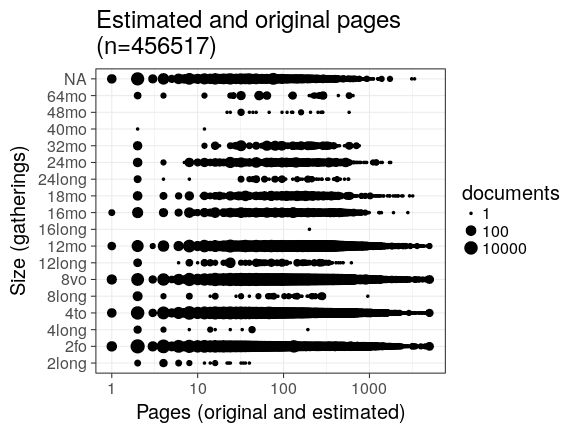 Estimated and original pages
(n=456517)
NA
64mo
48mo
40mo
32mo
24mo
24long
18mo
16mo
16long
12mo
12long
8vo
8long
4to
4long
2fo
2long
Size (gatherings)
1 10 100 1000
Pages (original and estimated)
documents
1
100
10000